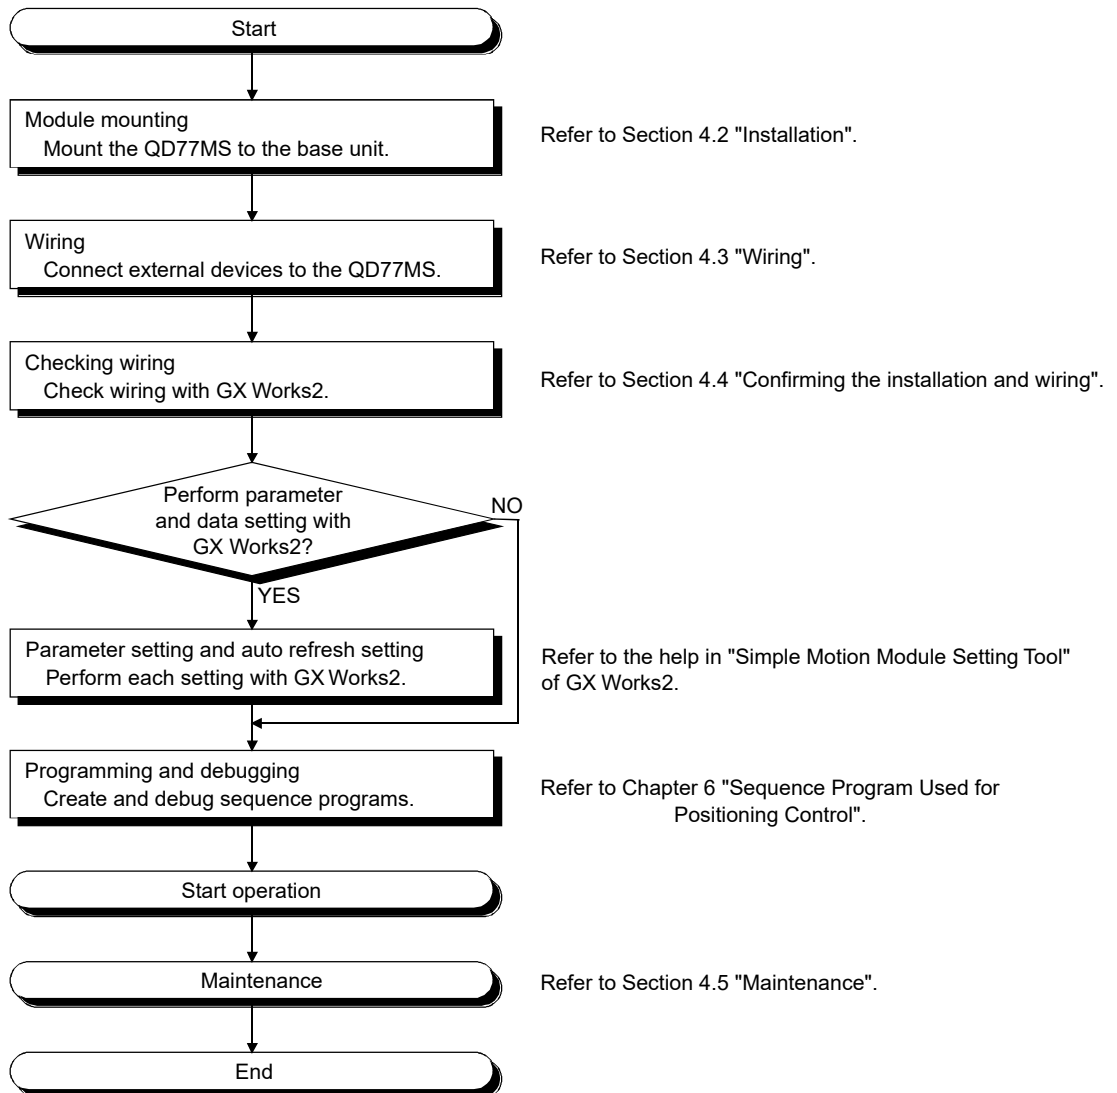 Start
Module mounting
Mount the QD77MS to the base unit.
Refer to Section 4.2 "Installation".
Wiring
Connect external devices to the QD77MS.
Refer to Section 4.3 "Wiring".
Checking wiring
Check wiring with GX Works2.
Refer to Section 4.4 "Confirming the installation and wiring".
Perform parameter
and data setting with
GX Works2?
NO
YES
Parameter setting and auto refresh setting
Perform each setting with GX Works2.
Refer to the help in "Simple Motion Module Setting Tool"
of GX Works2.
Programming and debugging
Create and debug sequence programs.
Refer to Chapter 6 "Sequence Program Used for
Positioning Control".
Start operation
Maintenance
Refer to Section 4.5 "Maintenance".
End